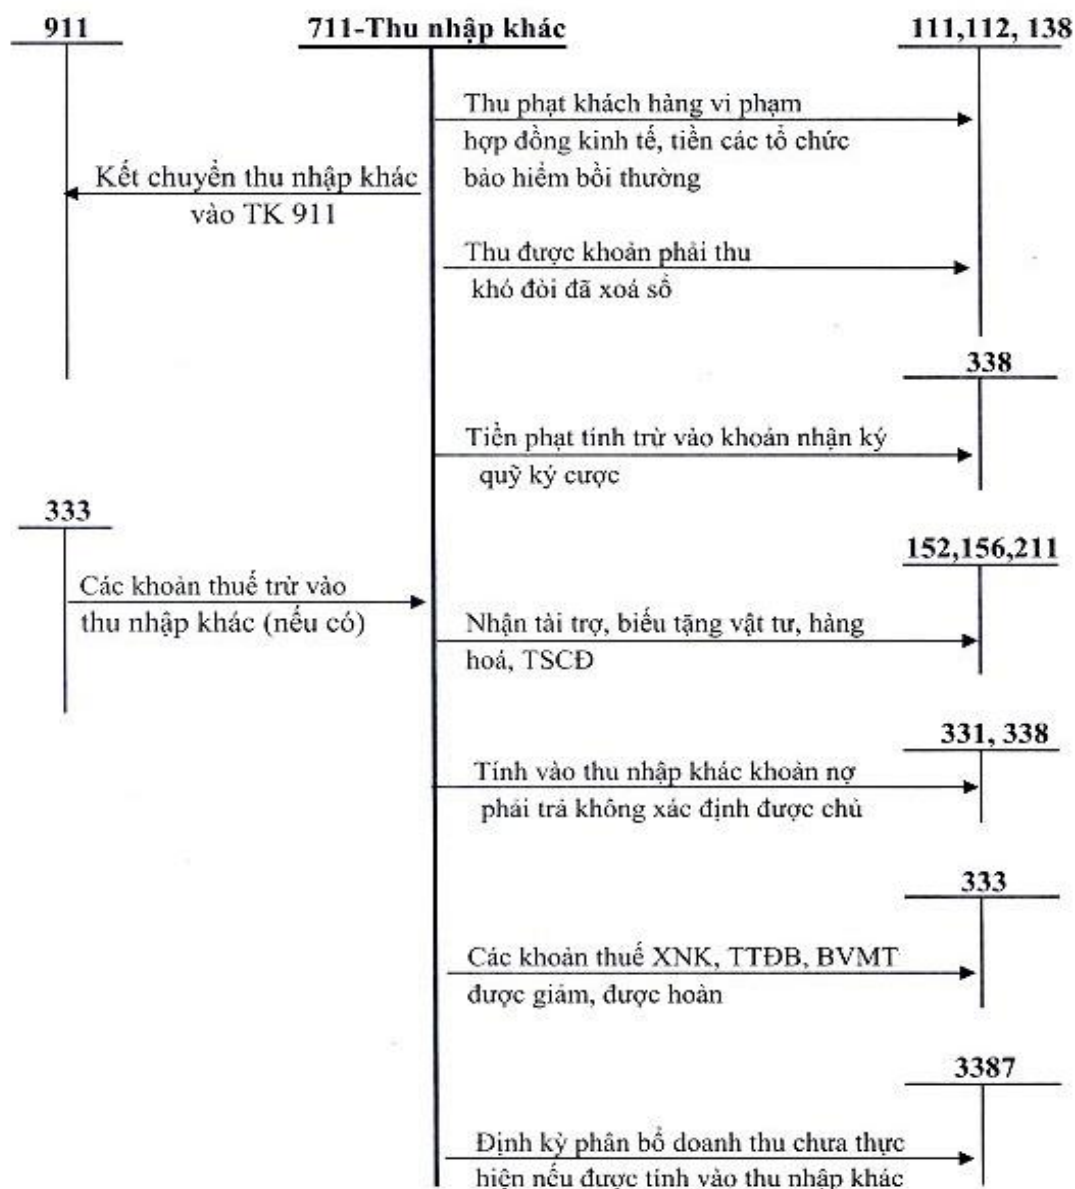 911
711-Thu nhập khác
111,112, 138
Thu phạt khách hàng vi phạm
hợp đồng kinh tế, tiền các tổ chức
bảo hiểm bồi thường
Kết chuyển thu nhập khác
vào TK 911
Thu được khoản phải thu
khó đòi đã xoá sổ
338
Tiền phạt tính trừ vào khoản nhận ký
quỹ ký cược
333
Các khoản thuế trừ vào
thu nhập khác (nếu có)
152,156,211
Nhận tài trợ, biếu tặng vật tư, hàng
hoá, TSCĐ
331, 338
Tính vào thu nhập khác khoản nợ
phải trả không xác định được chủ
333
Các khoản thuế XNK, TTĐB, BVMT
được giảm, được hoàn
3387
Định kỳ phân bổ doanh thu chưa thực
hiện nếu được tính vào thu nhập khác